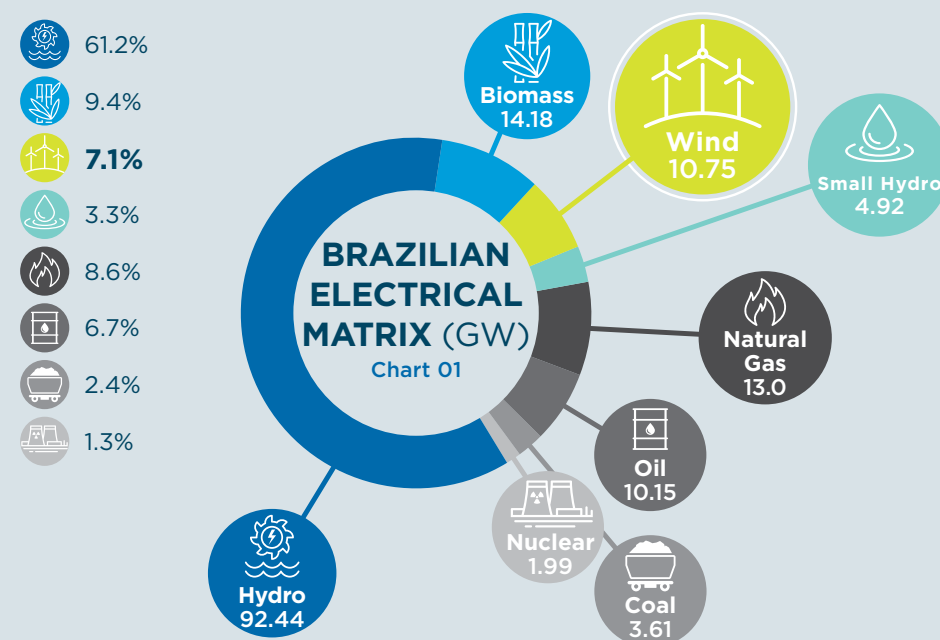 61.2%
9.4%
7.1%
3.3%
8.6%
6.7%
2.4%
1.3%
BRAZILIAN
ELECTRICAL
MATRIX (GW)
Chart 01
Biomass
14.18
Wind
10.75
Small Hydro
4.92
Natural
Gas
13.0
Oil
10.15
Coal
3.61
Nuclear
1.99
Hydro
92.44